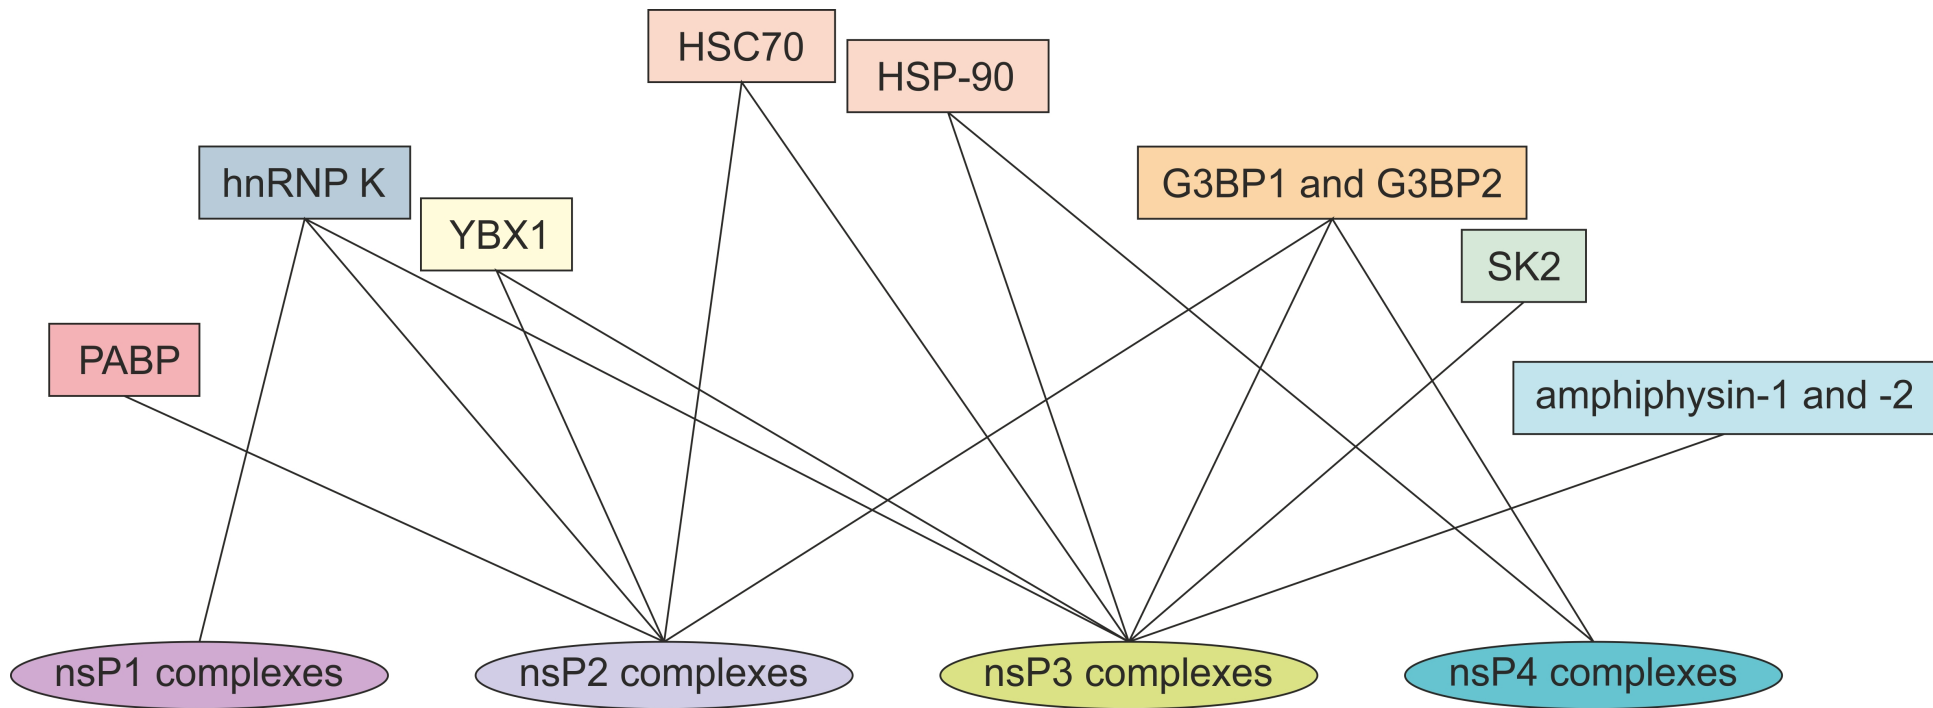 HSC70
HSP-90
hnRNP K
G3BP1 and G3BP2
YBX1
SK2
PABP
amphiphysin-1 and -2
nsP1 complexes
nsP2 complexes
nsP3 complexes
nsP4 complexes